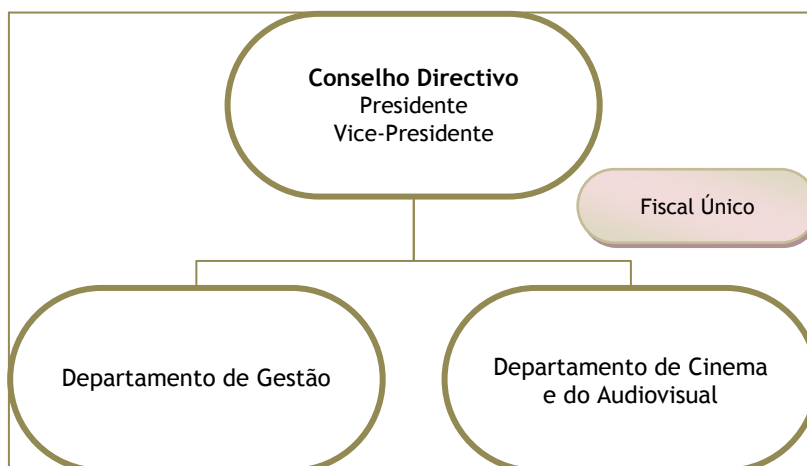 Conselho Directivo
Presidente
Vice-Presidente
Fiscal Único
Departamento de Gestão
Departamento de Cinema
e do Audiovisual